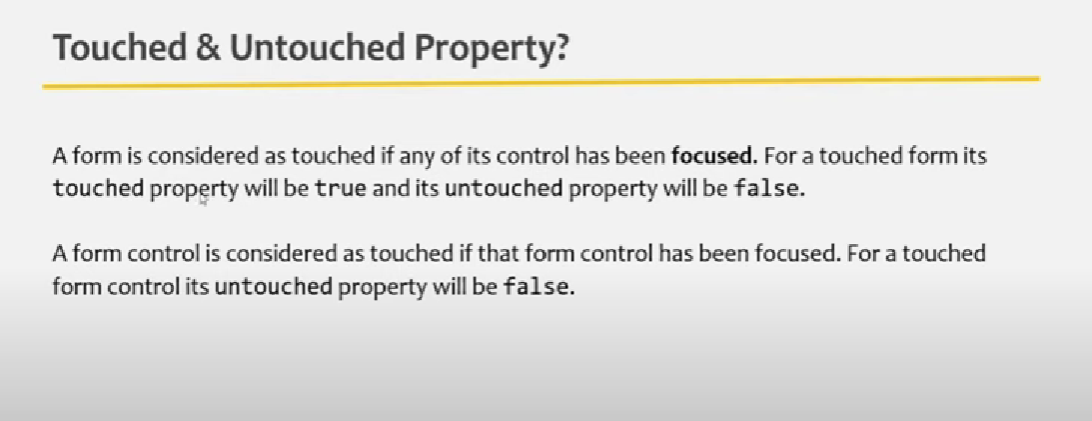 Touched & Untouched Property?
A form is considered as touched if any of its control has been focused. For a touched form its
touched property will be true and its untouched property will be false.
A form control is considered as touched if that form control has been focused. For a touched
form control its untouched property will be false.